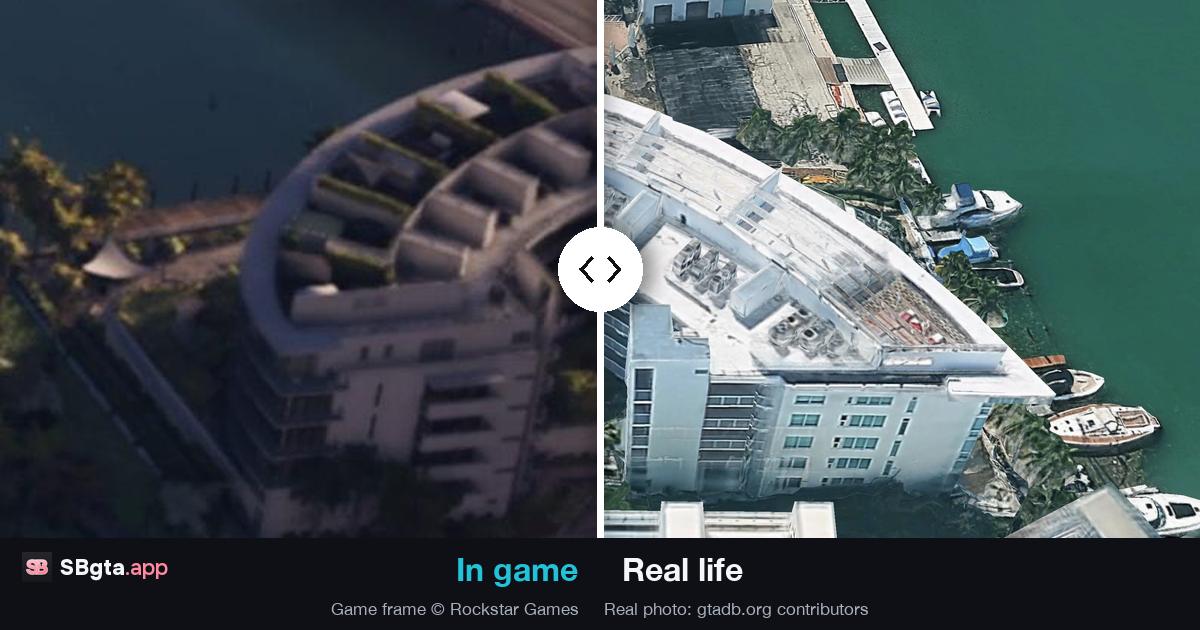 SB SBgta.app
In game Real life
Game frame © Rockstar Games Real photo: gtadb.org contributors